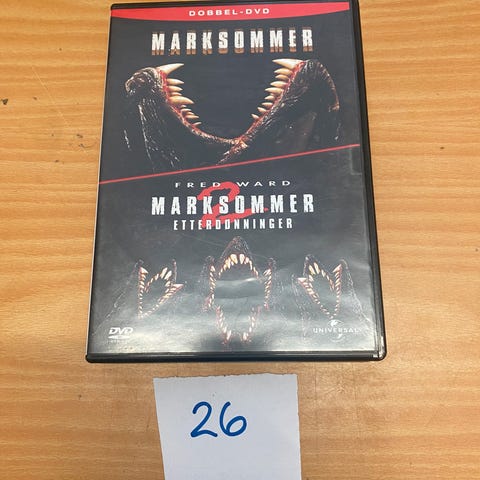 DOBBEL-DVD
MARKSOMMER
FRED WARD
2
MARKSOMMER
ETTERDØNNINGER
DVD
UNIVERSAL
26